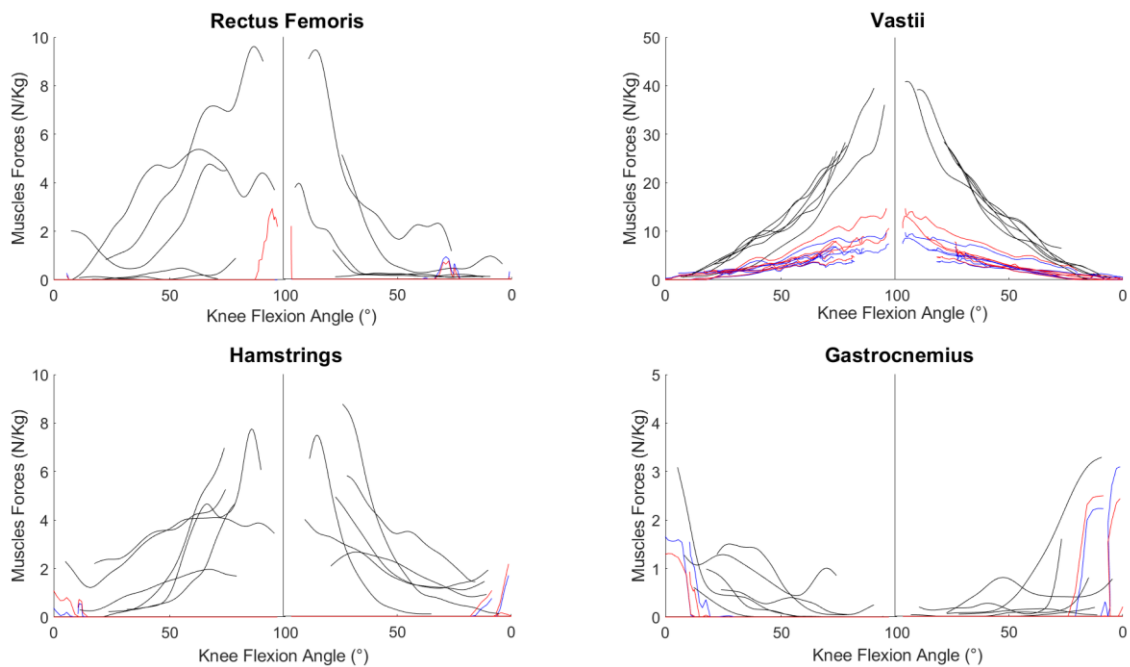 Rectus Femoris
Vastii
Muscles Forces (N/Kg)
10
8
6
4
2
0
0 50 100 50 0
Knee Flexion Angle (°)
Muscles Forces (N/Kg)
50
40
30
20
10
0
0 50 100 50 0
Knee Flexion Angle (°)
Hamstrings
Gastrocnemius
Muscles Forces (N/Kg)
10
8
6
4
2
0
0 50 100 50 0
Knee Flexion Angle (°)
Muscles Forces (N/Kg)
5
4
3
2
1
0
0 50 100 50 0
Knee Flexion Angle (°)